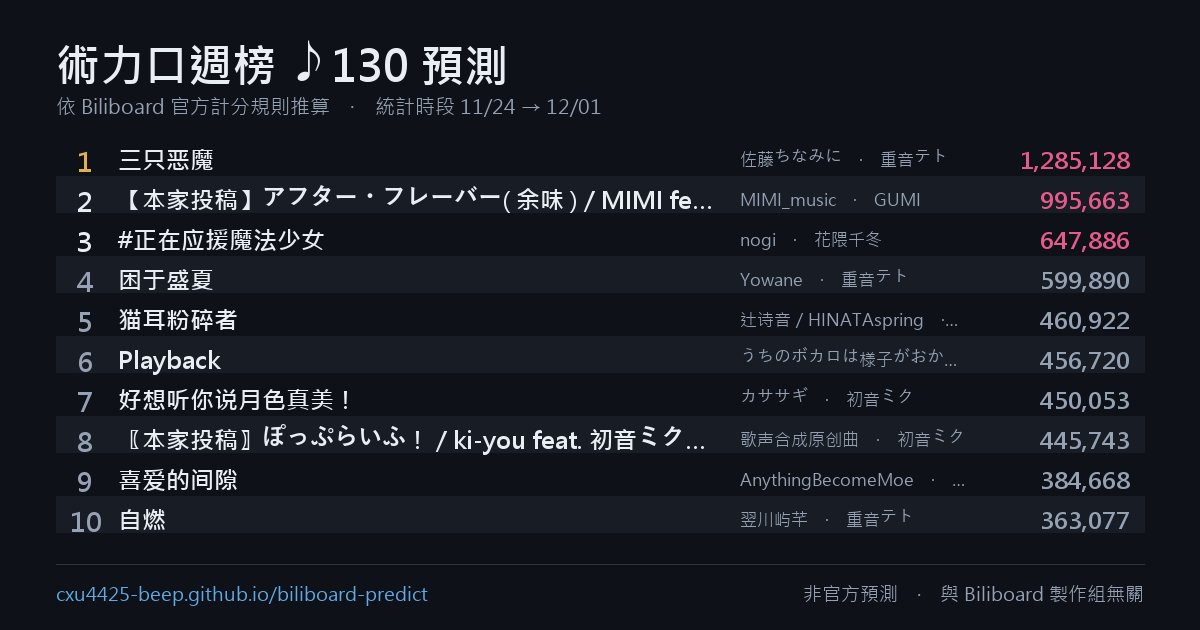 術力口週榜 ♪130 預測
依 Biliboard 官方計分規則推算 · 統計時段 11/24 → 12/01
1 三只恶魔 佐藤ちなみに · 重音テト 1,285,128
2 【本家投稿】アフター・フレーバー(余味) / MIMI fe... MIMI_music · GUMI 995,663
3 #正在应援魔法少女 nogi · 花隈千冬 647,886
4 困于盛夏 Yowane · 重音テト 599,890
5 猫耳粉碎者 辻诗音 / HINATAspring ·... 460,922
6 Playback うちのボカロは様子がおか... 456,720
7 好想听你说月色真美！ カササギ · 初音ミク 450,053
8 〖本家投稿〗ぽっぷらいふ！ / ki-you feat. 初音ミク... 歌声合成原创曲 · 初音ミク 445,743
9 喜爱的间隙 AnythingBecomeMoe · ... 384,668
10 自燃 翌川屿芊 · 重音テト 363,077
cxu4425-beep.github.io/biliboard-predict 非官方預測 · 與 Biliboard 製作組無關